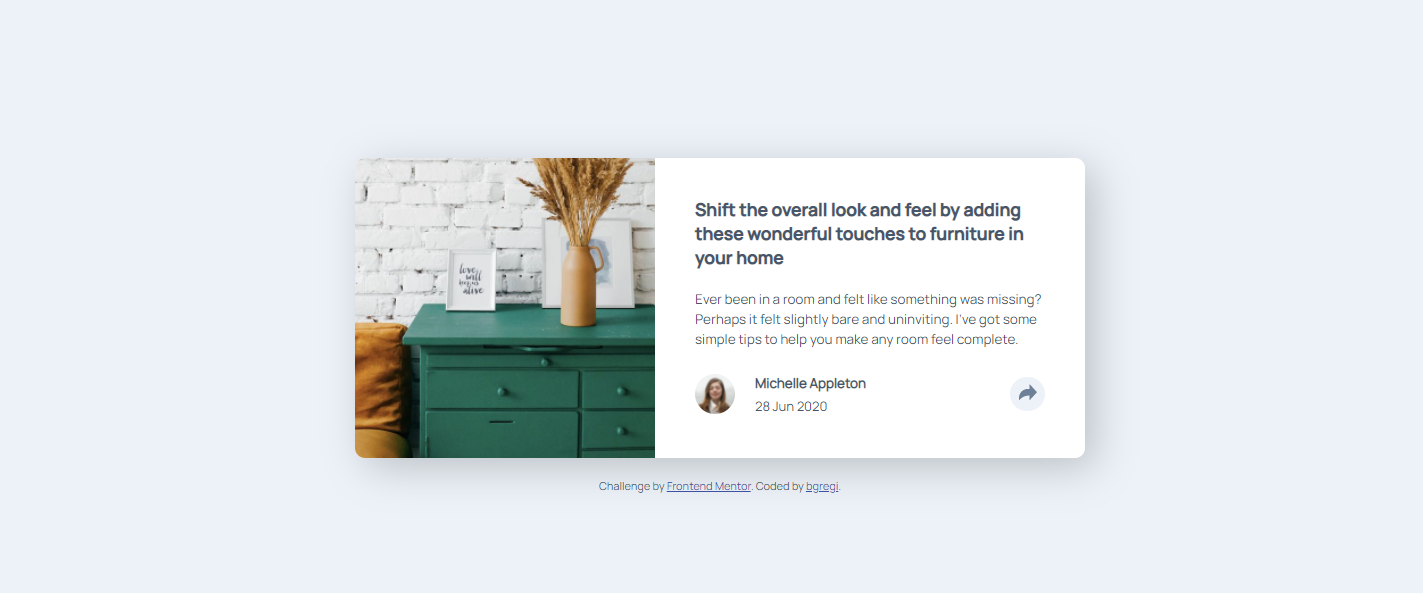 love
will
keep us
alive
Shift the overall look and feel by adding
these wonderful touches to furniture in
your home
Ever been in a room and felt like something was missing?
Perhaps it felt slightly bare and uninviting. I've got some
simple tips to help you make any room feel complete.
Michelle Appleton
28 Jun 2020
Challenge by Frontend Mentor. Coded by bgregi.